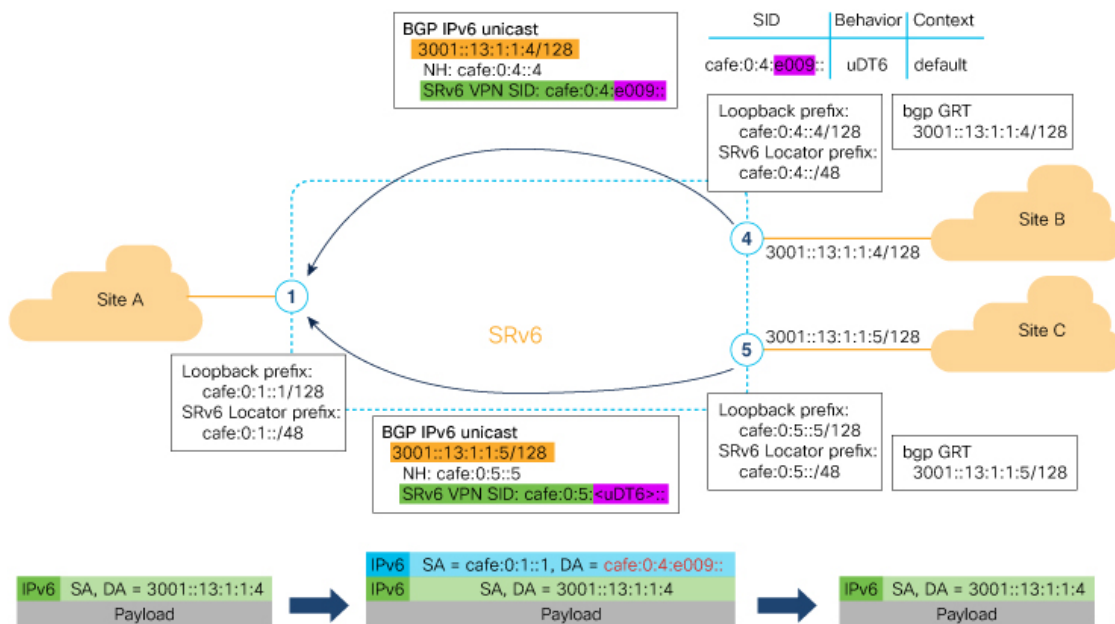 BGP IPv6 unicast
3001::13:1:1:4/128
NH: cafe:0:4::4
SRv6 VPN SID: cafe:0:4:e009::
SID Behavior Context
cafe:0:4:e009:: uDT6 default
Loopback prefix:
cafe:0:4::4/128
SRv6 Locator prefix:
cafe:0:4::/48
bgp GRT
3001::13:1:1:4/128
Site B
4
3001::13:1:1:4/128
Site A
1
SRv6
5
3001::13:1:1:5/128
Site C
Loopback prefix:
cafe:0:1::1/128
SRv6 Locator prefix:
cafe:0:1::/48
BGP IPv6 unicast
3001::13:1:1:5/128
NH: cafe:0:5::5
SRv6 VPN SID: cafe:0:5:<uDT6>::
Loopback prefix:
cafe:0:5::5/128
SRv6 Locator prefix:
cafe:0:5::/48
bgp GRT
3001::13:1:1:5/128
IPv6 SA, DA = 3001::13:1:1:4
Payload
IPv6 SA = cafe:0:1::1, DA = cafe:0:4:e009::
IPv6 SA, DA = 3001::13:1:1:4
Payload
IPv6 SA, DA = 3001::13:1:1:4
Payload